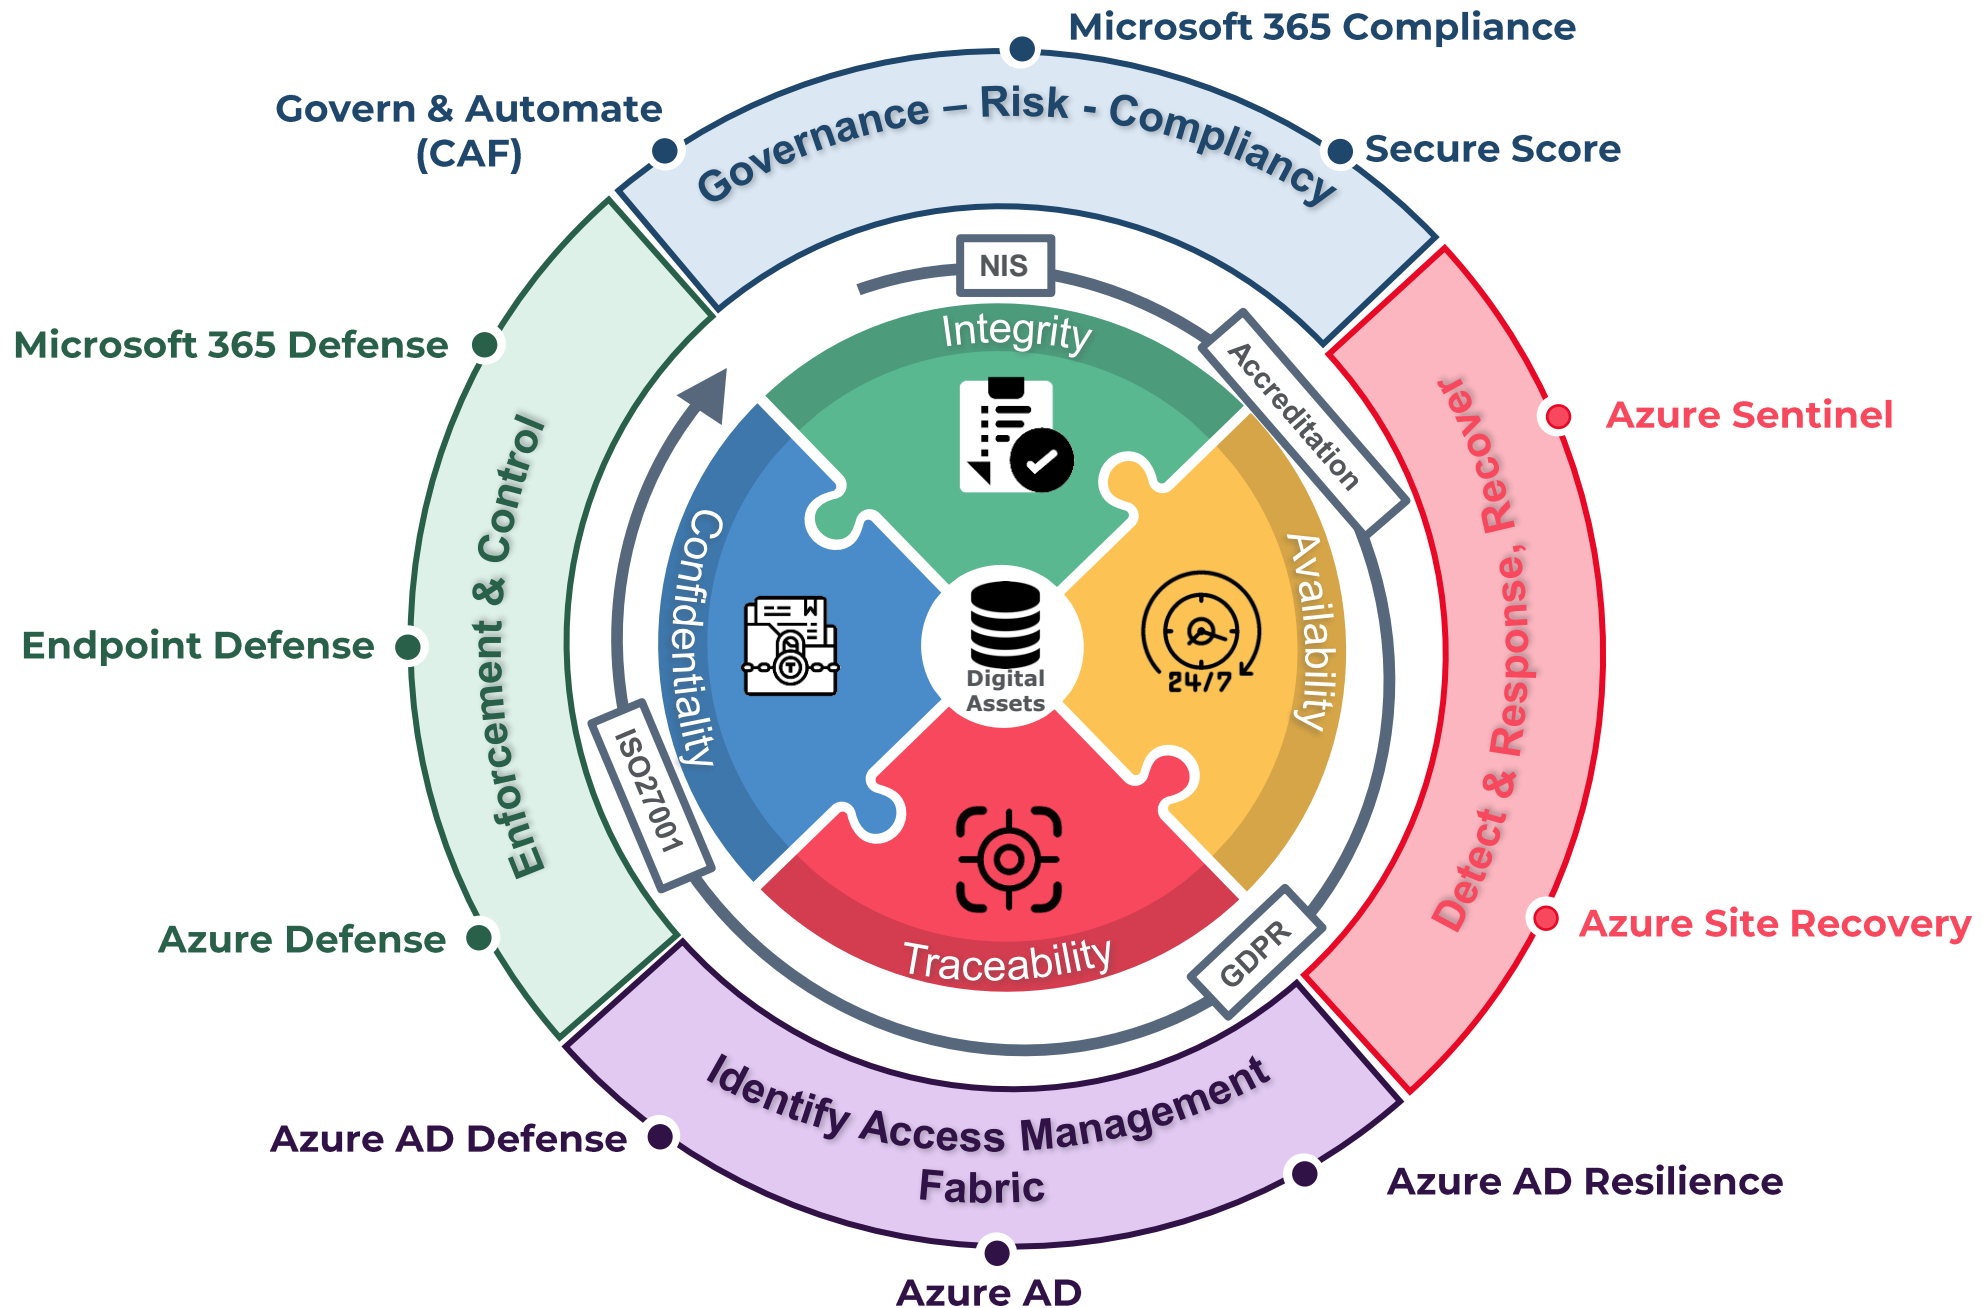 Microsoft 365 Compliance
Govern & Automate
(CAF)
Secure Score
Governance – Risk - Compliancy
NIS
Accreditation
Integrity
Microsoft 365 Defense
Azure Sentinel
Enforcement & Control
Detect & Response, Recover
Confidentiality
Availability
24/7
T
Digital
Assets
Endpoint Defense
ISO27001
GDPR
Traceability
Azure Defense
Azure Site Recovery
Identify Access Management
Fabric
Azure AD Defense
Azure AD Resilience
Azure AD